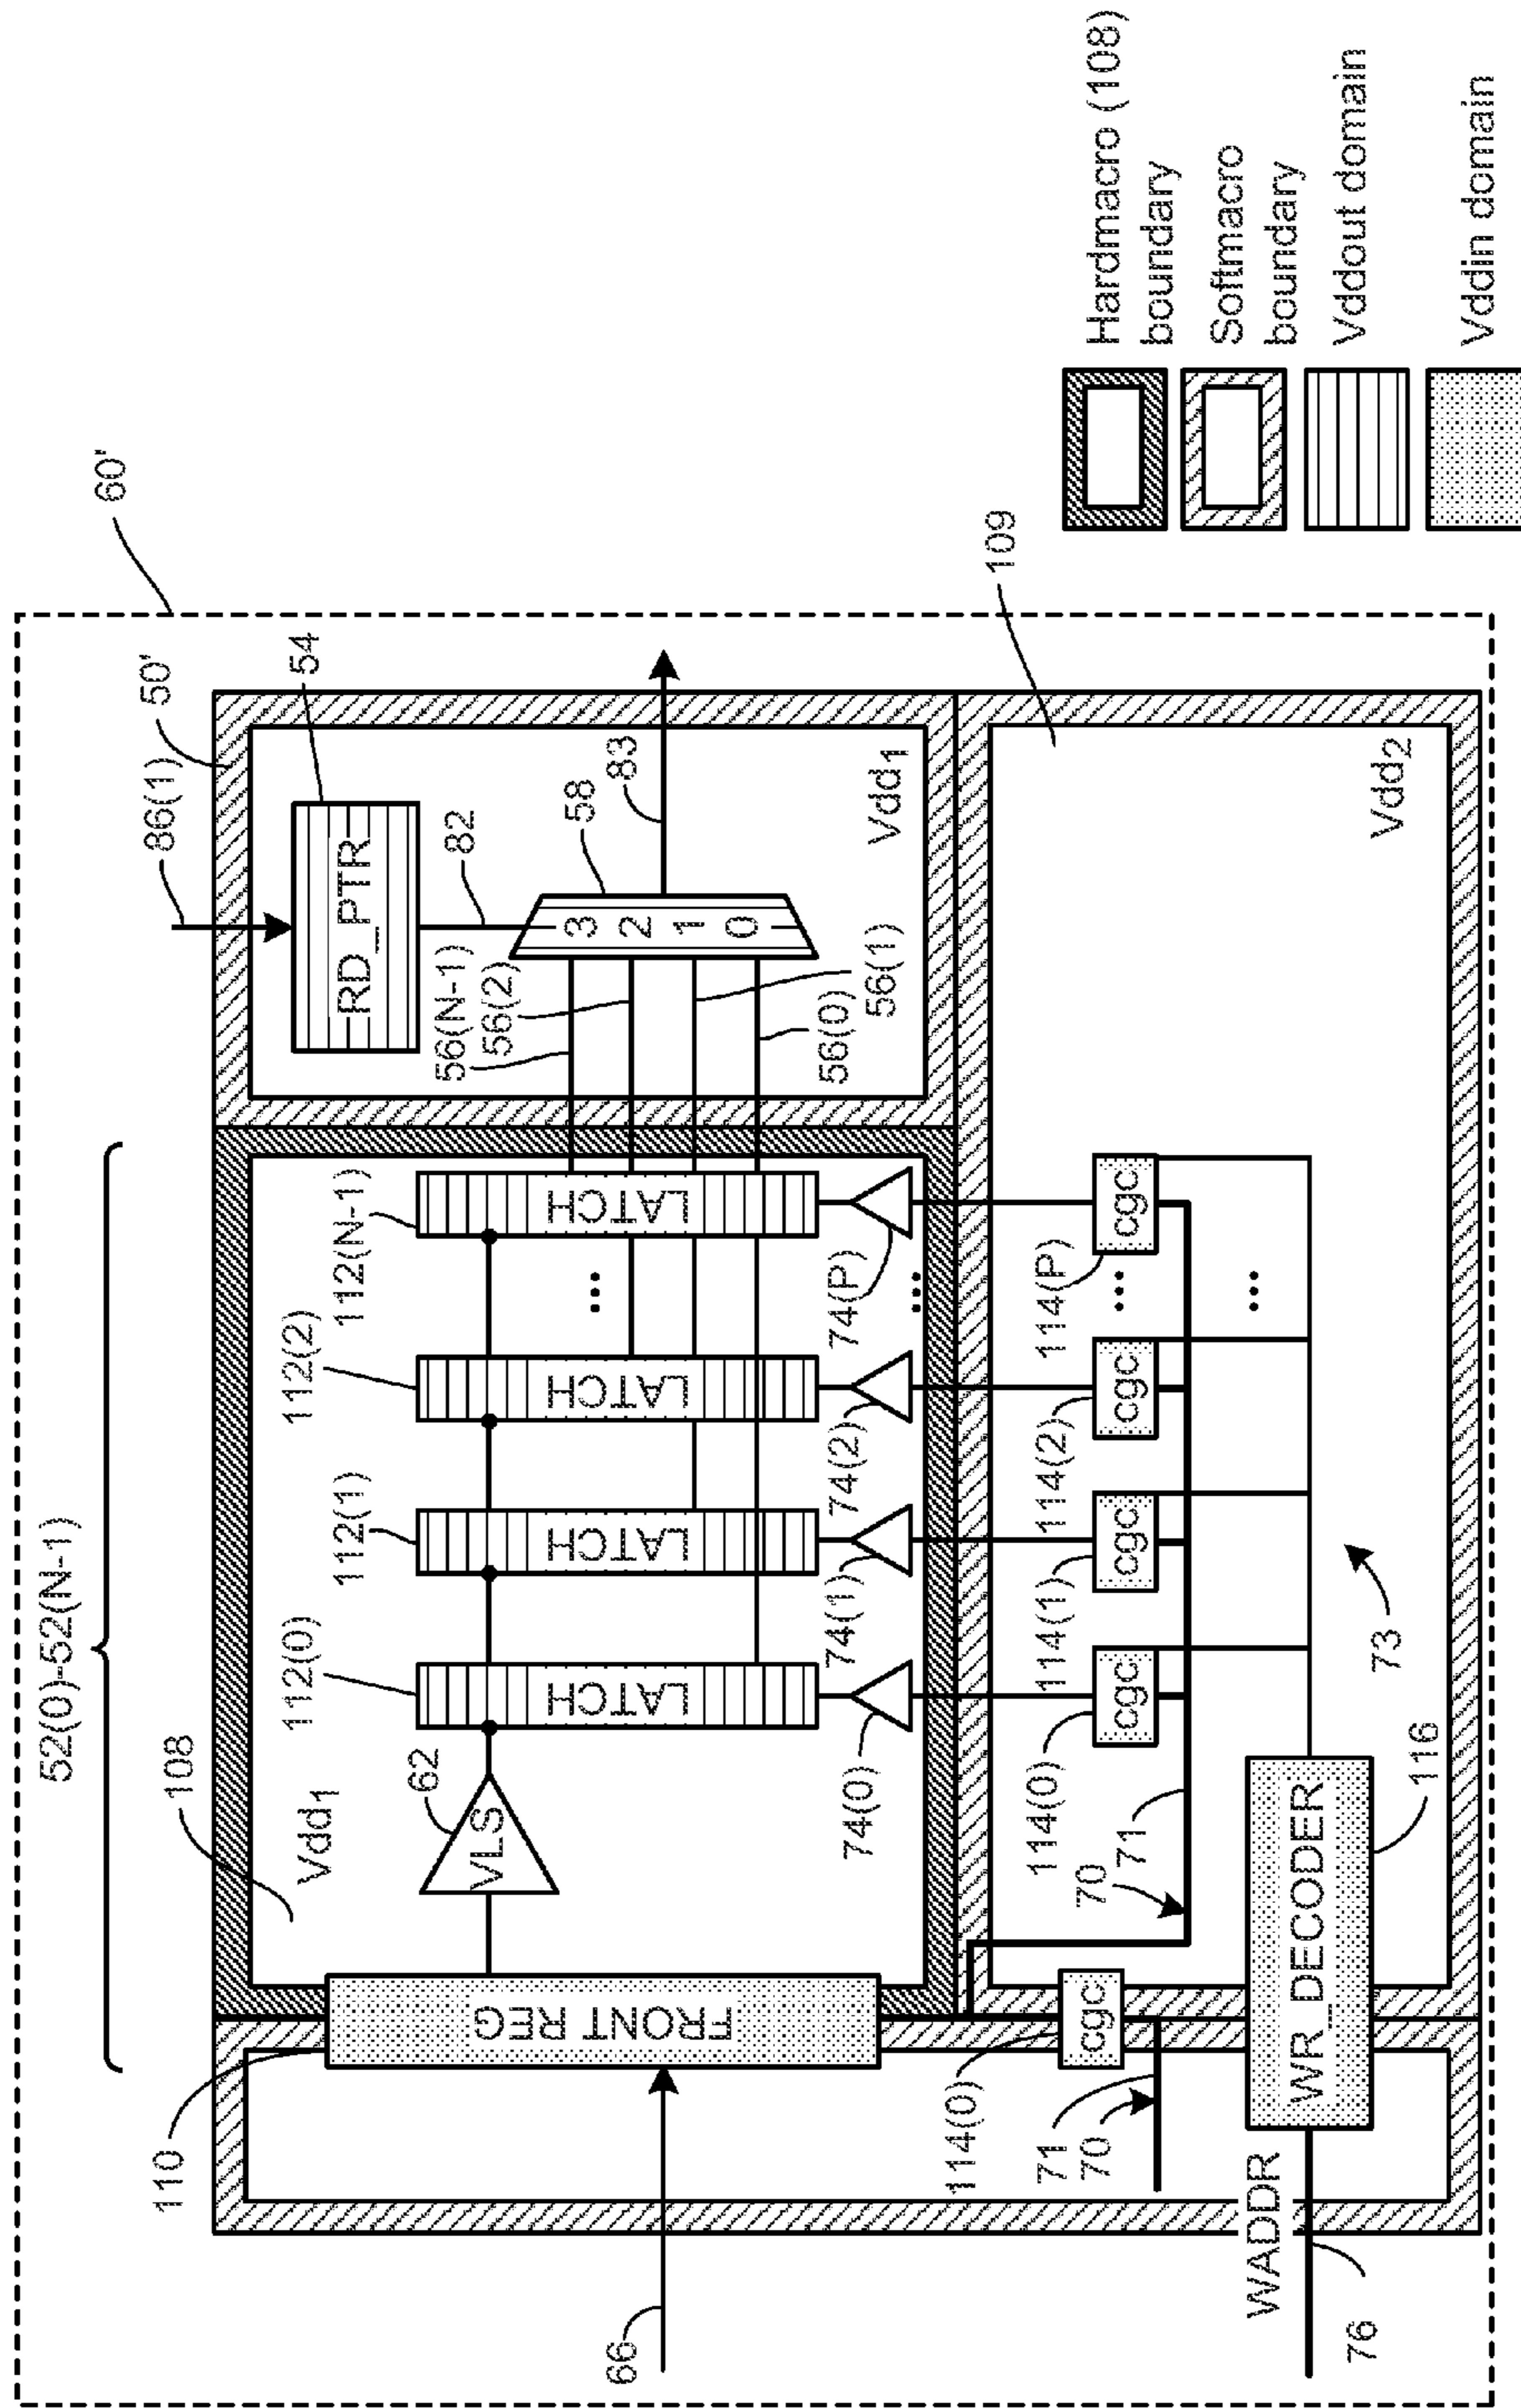 60'
52(0)-52(N-1)
50'
86(1)
108
110
Vdd1
62
VLS
FRONT REG
112(0)
112(1)
112(2)
112(N-1)
LATCH
LATCH
LATCH
LATCH
...
54
RD_PTR
82
56(N-1)
56(2)
3
2
1
0
58
83
56(0)
56(1)
Vdd1
66
74(0)
74(1)
74(2)
74(P)
...
109
114(0)
cgc
71
70
114(0)
cgc
114(1)
cgc
114(2)
cgc
114(P)
cgc
...
70
71
...
73
WADDR
76
WR_DECODER
116
Vdd2
Hardmacro (108)
boundary
Softmacro
boundary
Vddout domain
Vddin domain